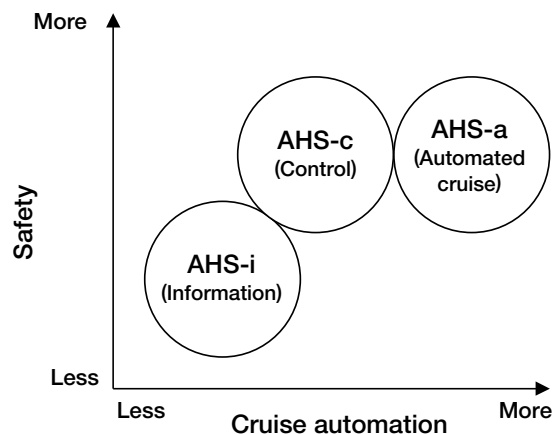 More
AHS-c
(Control)
AHS-a
(Automated
cruise)
Safety
AHS-i
(Information)
Less
Less
Cruise automation
More